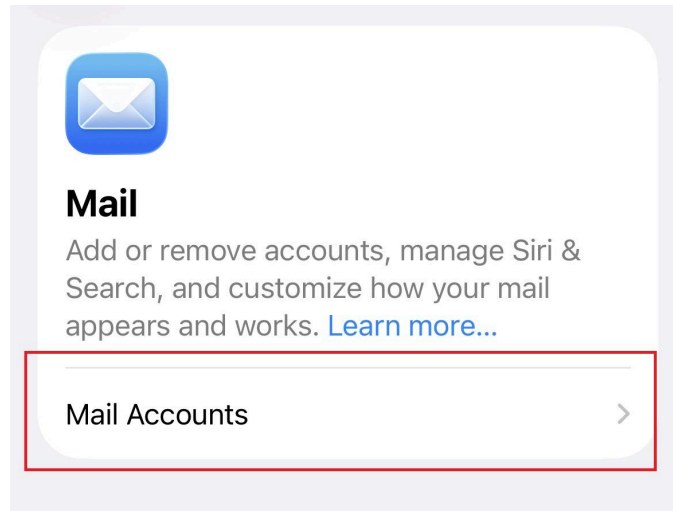 Mail
Add or remove accounts, manage Siri &
Search, and customize how your mail
appears and works. Learn more...
Mail Accounts